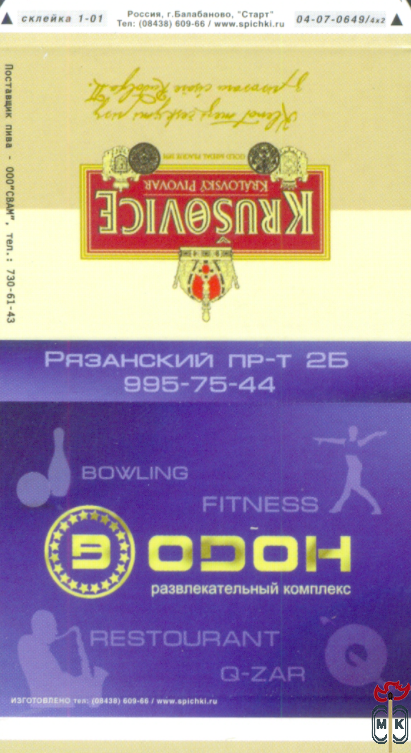 склейка 1-01
Россия, г.Балабаново, "Старт"
Тел: (08438) 609-66 / www.spichki.ru
04-07-0649/4x2
Поставщик пива - ООО"СВАМ", тел.: 730-61-43
KRUŠOVICE
KRÁLOVSKÝ PIVOVAR
Рязанский пр-т 2Б
995-75-44
BOWLING
FITNESS
В
ОДОН
развлекательный комплекс
RESTOURANT
Q-ZAR
ИЗГОТОВЛЕНО тел: (08438) 609-66 / www.spichki.ru
МК